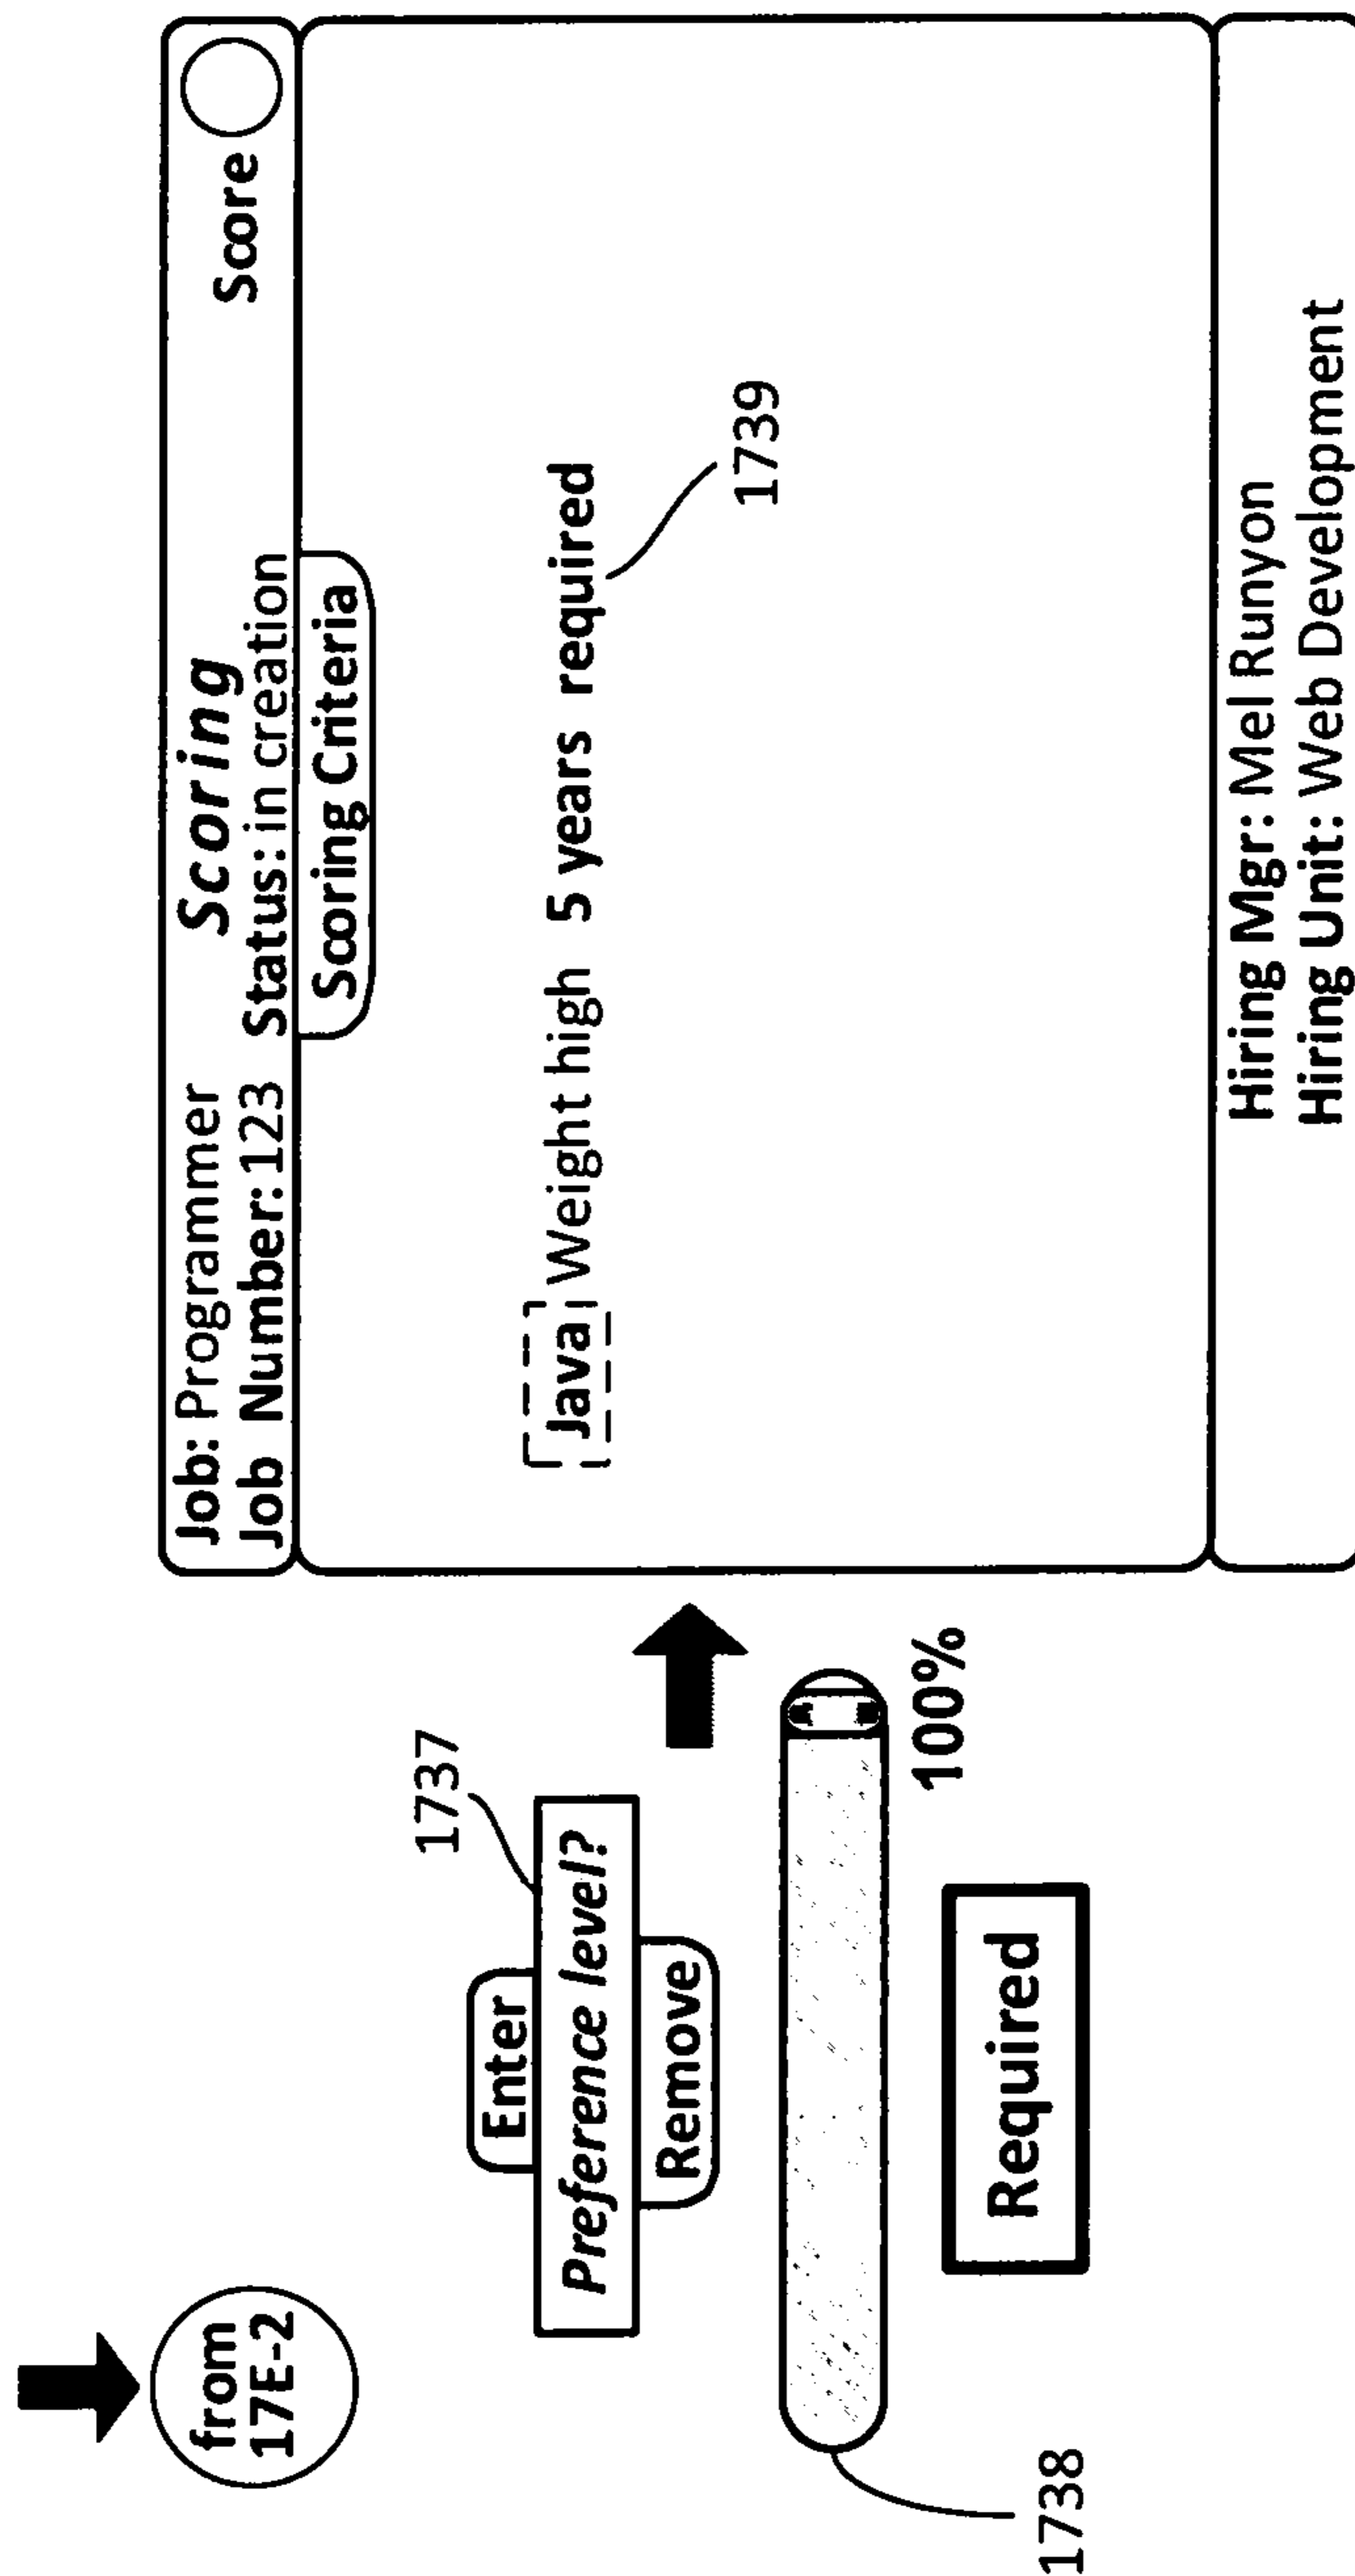 from
17E-2
1737
Enter
Preference level?
Remove
1738
100%
Required
Job: Programmer
Scoring
Score
Job Number: 123 Status: in creation
Scoring Criteria
Java Weight high 5 years required
1739
Hiring Mgr: Mel Runyon
Hiring Unit: Web Development